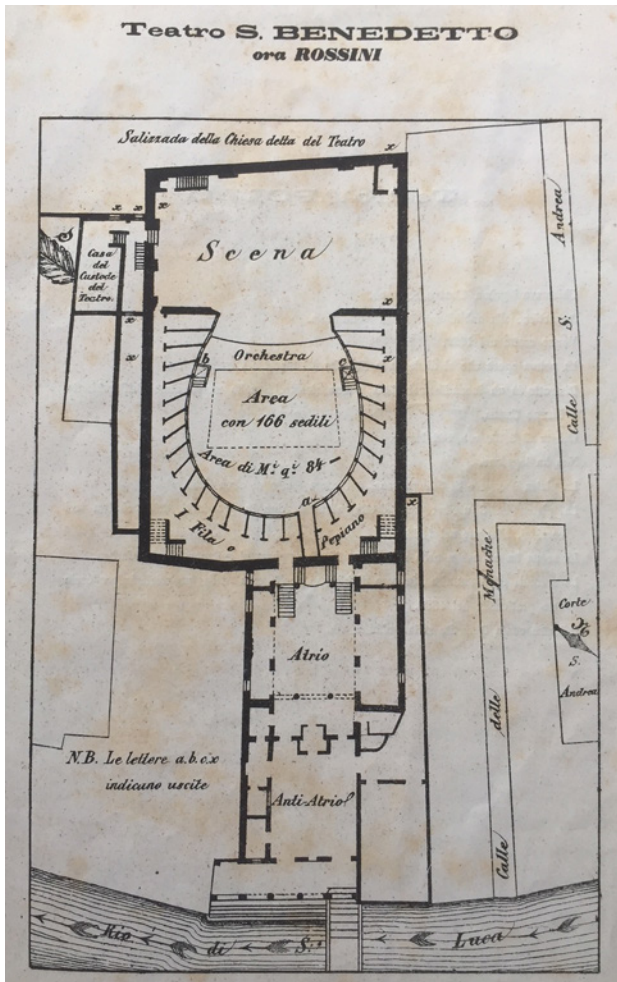 Teatro S. BENEDETTO
ora ROSSINI
Salizzada della Chiesa detta del Teatro
x
x x x
Scena
Casa
del
Custode
del
Teatro.
S
Andrea
S:
Calle
x
x
x
x
b
Orchestra
c
Area
con 166 sedili
Area di M.i q.i 84
a
I Fila o Pepiano
x
Monache
delle
Calle
Corte
S.
Andrea
Atrio
N.B. Le lettere a.b.c.x
indicano uscite
Anti-Atrio
Rio di S: Luca